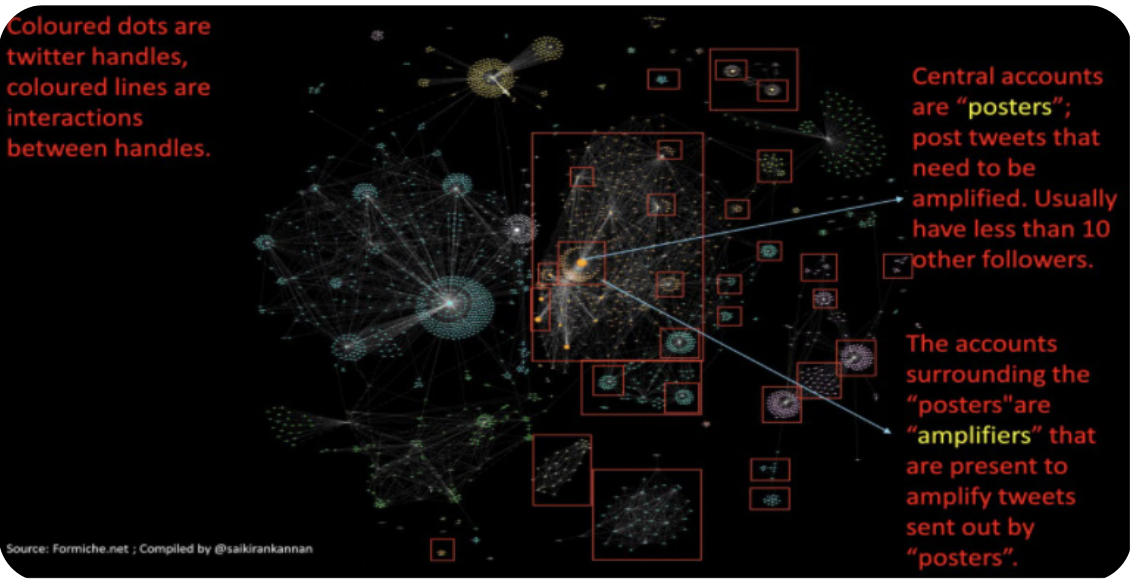 Coloured dots are
twitter handles,
coloured lines are
interactions
between handles.
Central accounts
are “posters”;
post tweets that
need to be
amplified. Usually
have less than 10
other followers.
The accounts
surrounding the
“posters"are
“amplifiers” that
are present to
amplify tweets
sent out by
“posters”.
Source: Formiche.net ; Compiled by @saikirankannan